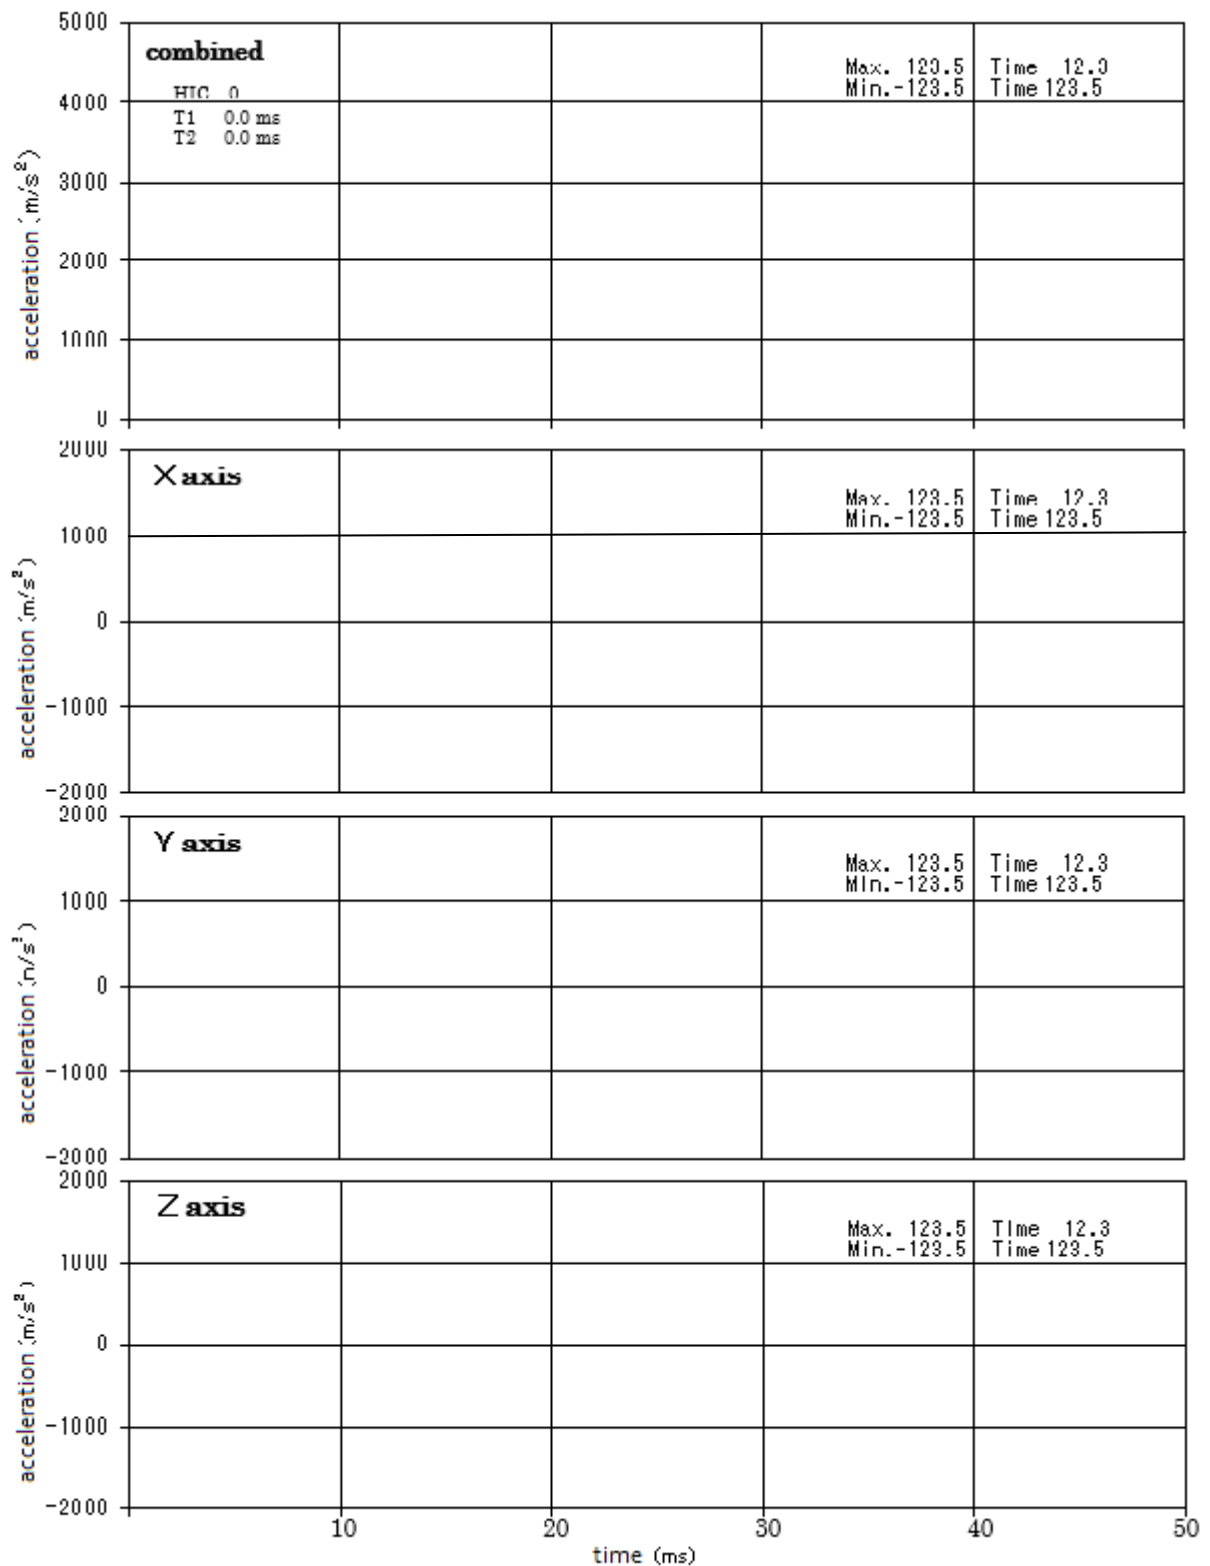 5000
combined
Max. 123.5 Time 12.3
Min.-123.5 Time 123.5
HIC 0
4000
T1 0.0 ms
T2 0.0 ms
3000
2000
1000
0
acceleration (m/s²)
2000
X axis
Max. 123.5 Time 12.3
Min.-123.5 Time 123.5
1000
0
-1000
-2000
acceleration (m/s²)
2000
Y axis
Max. 123.5 Time 12.3
Min.-123.5 Time 123.5
1000
0
-1000
-2000
acceleration (m/s²)
2000
Z axis
Max. 123.5 Time 12.3
Min.-123.5 Time 123.5
1000
0
-1000
-2000
acceleration (m/s²)
10 20 30 40 50
time (ms)